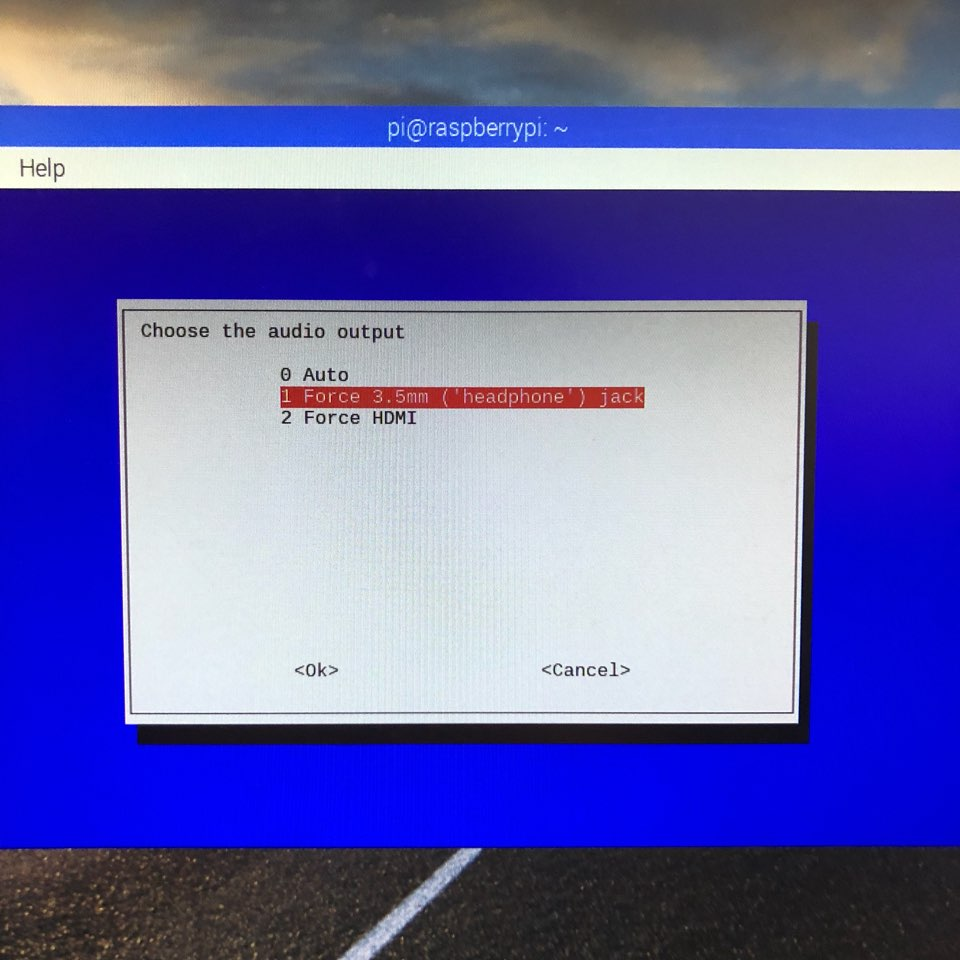 pi@raspberrypi: ~
Help
Choose the audio output
0 Auto
1 Force 3.5mm ('headphone') jack
2 Force HDMI
<Ok> <Cancel>